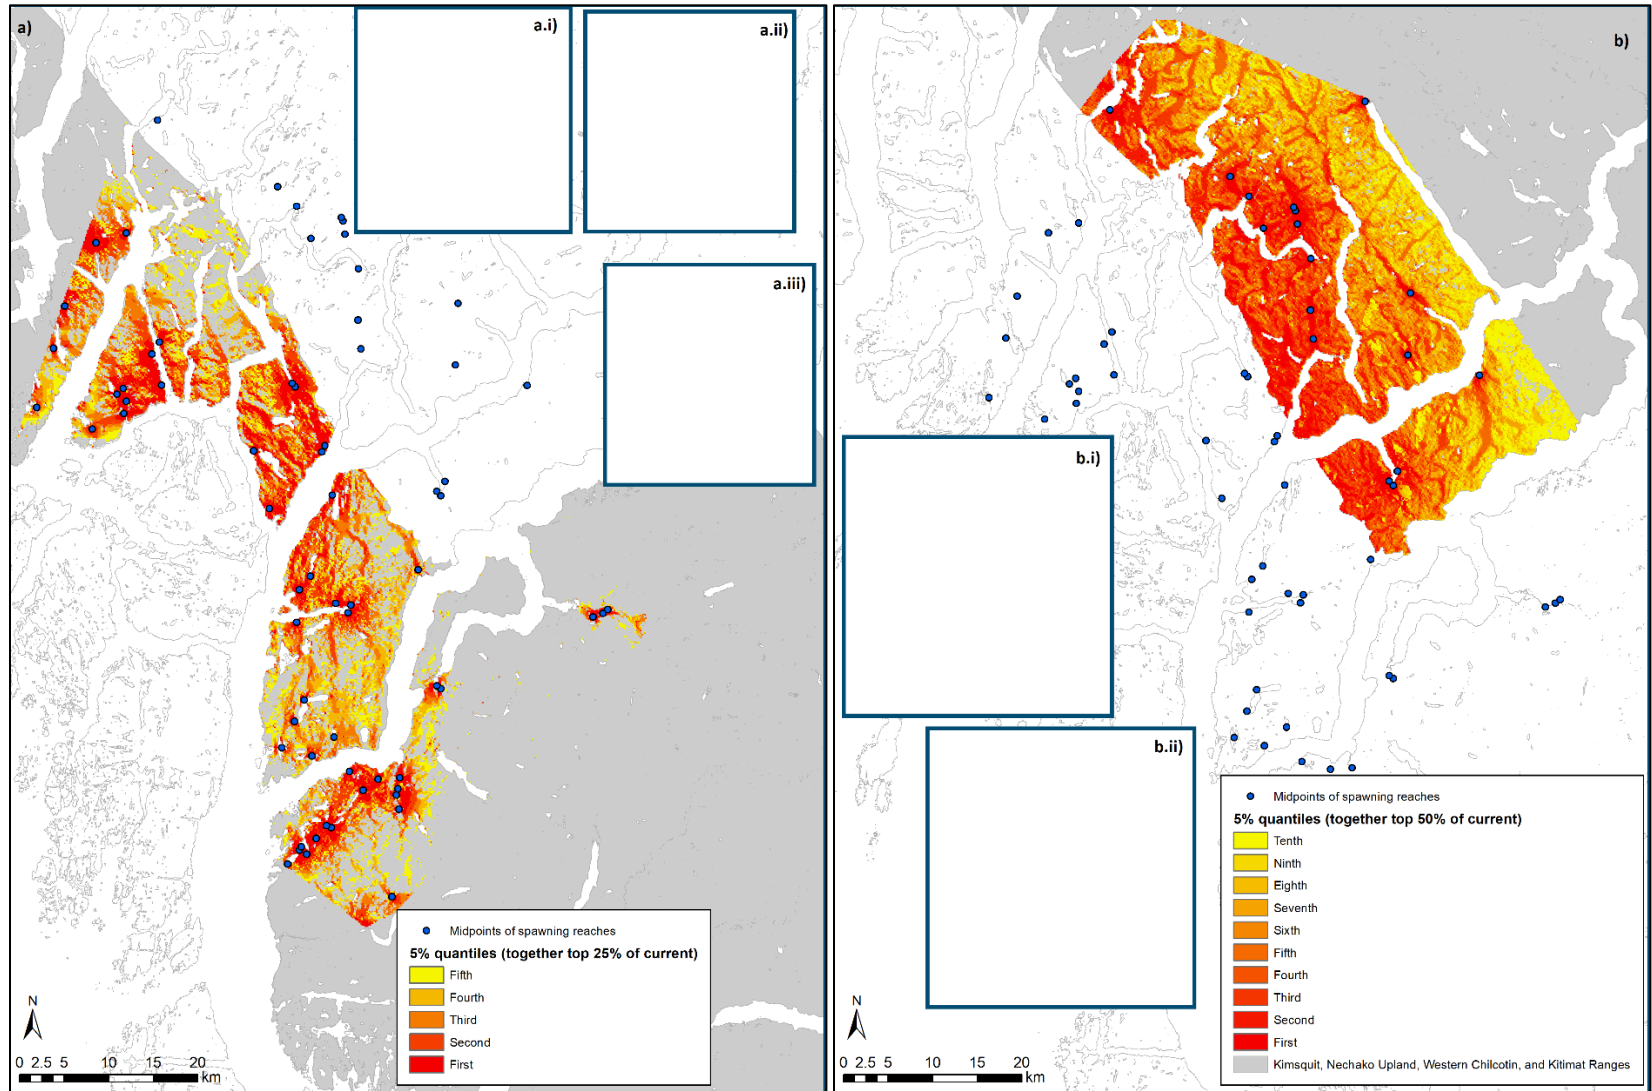 a)
a.i)
a.ii)
a.iii)
Midpoints of spawning reaches
5% quantiles (together top 25% of current)
Fifth
Fourth
Third
Second
First
N
0 2.5 5 10 15 20
km
b)
b.i)
b.ii)
Midpoints of spawning reaches
5% quantiles (together top 50% of current)
Tenth
Ninth
Eighth
Seventh
Sixth
Fifth
Fourth
Third
Second
First
Kimsquit, Nechako Upland, Western Chilcotin, and Kitimat Ranges
N
0 2.5 5 10 15 20
km